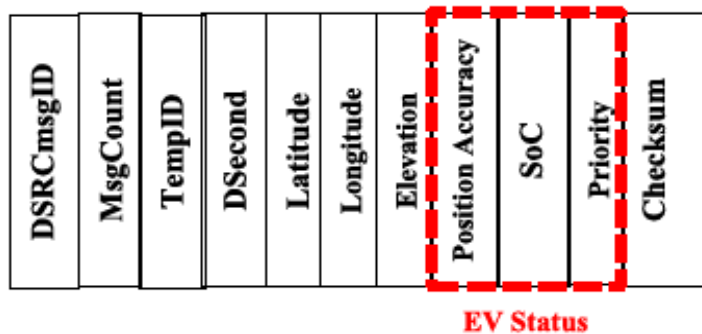 DSRCmsgID
MsgCount
TempID
DSecond
Latitude
Longitude
Elevation
Position Accuracy
SoC
Priority
Checksum
EV Status